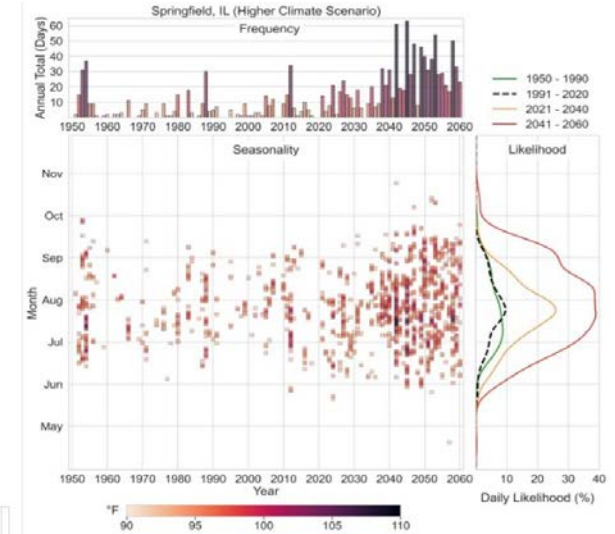 Springfield, IL (Higher Climate Scenario)
Frequency
Annual Total (Days)
60
50
40
30
20
10
1950 1960 1970 1980 1990 2000 2010 2020 2030 2040 2050 2060
1950 - 1990
1991 - 2020
2021 - 2040
2041 - 2060
Seasonality
Likelihood
Month
Nov
Oct
Sep
Aug
Jul
Jun
May
1950 1960 1970 1980 1990 2000 2010 2020 2030 2040 2050 2060
Year
10 20 30 40
Daily Likelihood (%)
°F
90 95 100 105 110